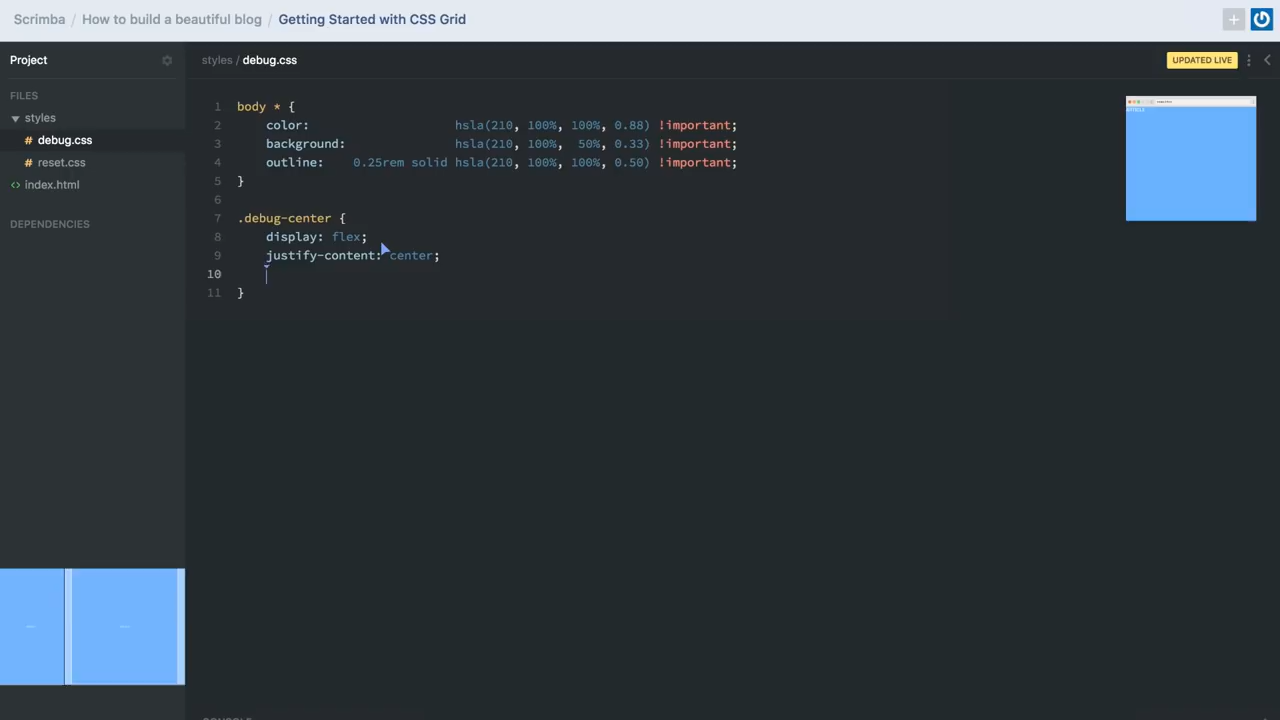 Scrimba / How to build a beautiful blog / Getting Started with CSS Grid
Project
styles / debug.css
UPDATED LIVE
FILES
styles
# debug.css
# reset.css
<> index.html
DEPENDENCIES
1 body * {
2 color: hsla(210, 100%, 100%, 0.88) !important;
3 background: hsla(210, 100%, 50%, 0.33) !important;
4 outline: 0.25rem solid hsla(210, 100%, 100%, 0.50) !important;
5 }
6
7 .debug-center {
8 display: flex;
9 justify-content: center;
10
11 }
CONSOLE